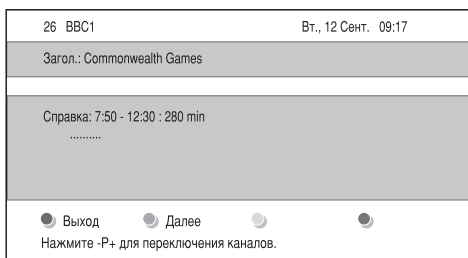 26 BBC1 Вт., 12 Сент. 09:17
Загол.: Commonwealth Games
Справка: 7:50 - 12:30 : 280 min
..........
Выход Далее
Нажмите -P+ для переключения каналов.